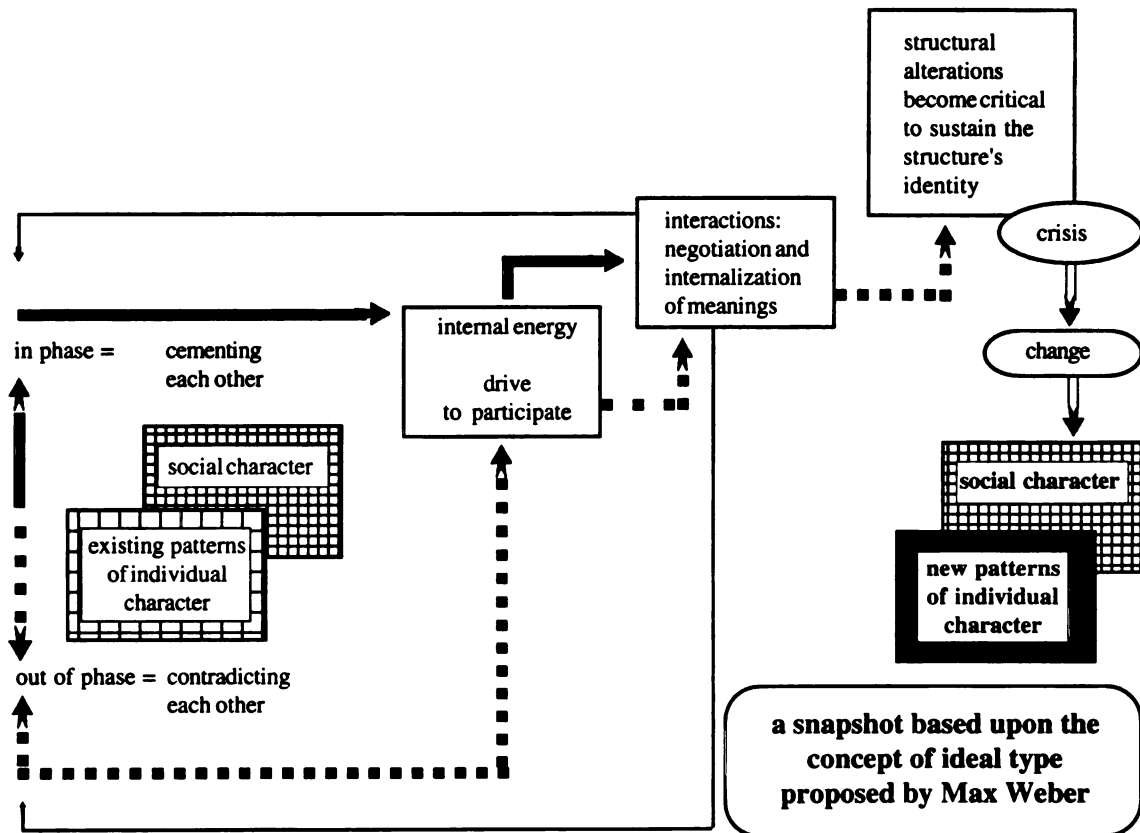 structural
alterations
become critical
to sustain the
structure's
identity
crisis
change
interactions:
negotiation and
internalization
of meanings
internal energy
drive
to participate
in phase = cementing
each other
social character
existing patterns
of individual
character
out of phase = contradicting
each other
social character
new patterns
of individual
character
a snapshot based upon the
concept of ideal type
proposed by Max Weber